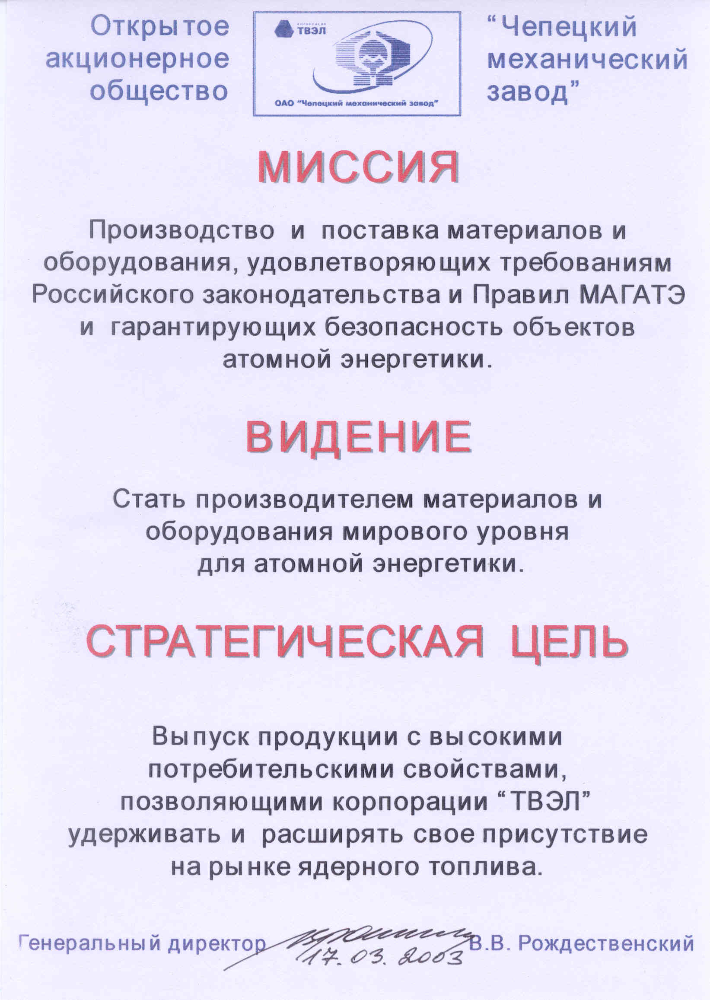 Открытое
акционерное
общество
КОРПОРАЦИЯ
ТВЭЛ
ОАО "Чепецкий механический завод"
“Чепецкий
механический
завод”
МИССИЯ
Производство и поставка материалов и
оборудования, удовлетворяющих требованиям
Российского законодательства и Правил МАГАТЭ
и гарантирующих безопасность объектов
атомной энергетики.
ВИДЕНИЕ
Стать производителем материалов и
оборудования мирового уровня
для атомной энергетики.
СТРАТЕГИЧЕСКАЯ ЦЕЛЬ
Выпуск продукции с высокими
потребительскими свойствами,
позволяющими корпорации “ТВЭЛ”
удерживать и расширять свое присутствие
на рынке ядерного топлива.
Генеральный директор В.В. Рождественский
17.03.2003